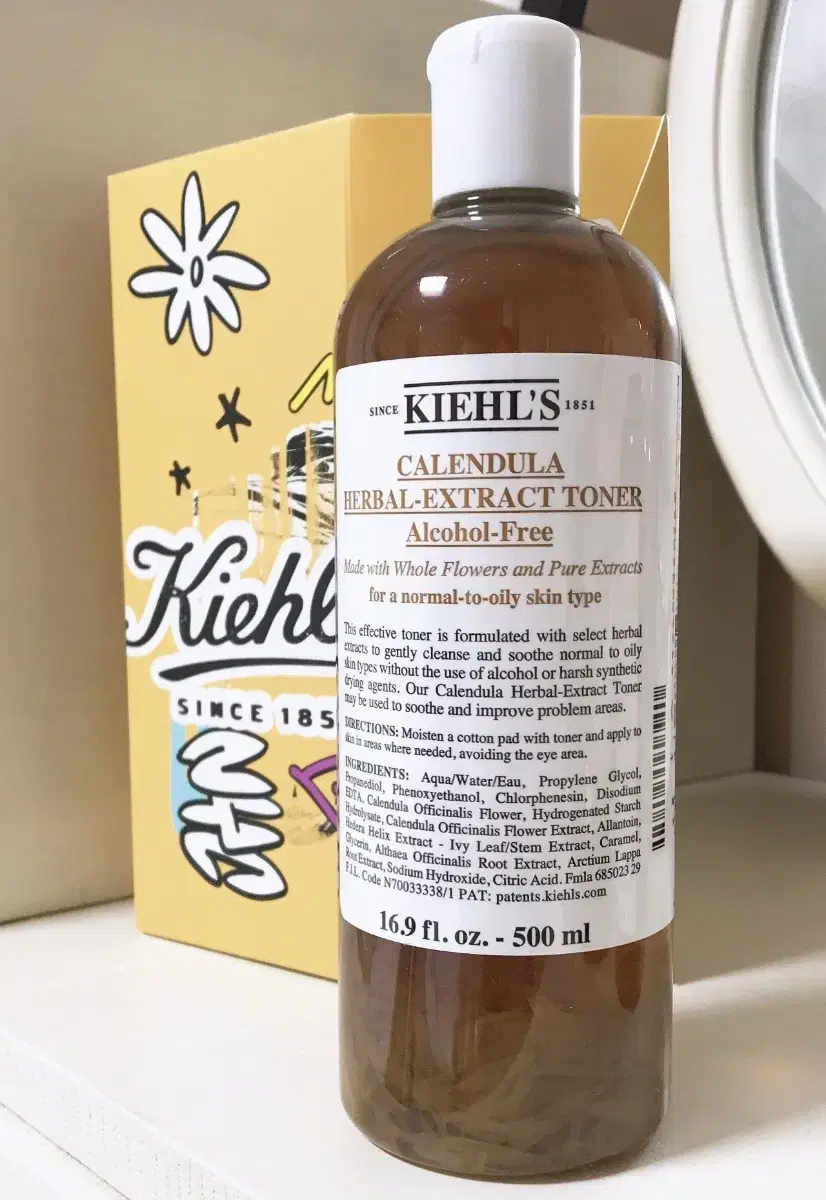 SINCE KIEHL'S 1851
CALENDULA
HERBAL-EXTRACT TONER
Alcohol-Free
Made with Whole Flowers and Pure Extracts
for a normal-to-oily skin type
This effective toner is formulated with select herbal
extracts to gently cleanse and soothe normal to oily
skin types without the use of alcohol or harsh synthetic
drying agents. Our Calendula Herbal-Extract Toner
may be used to soothe and improve problem areas.
DIRECTIONS: Moisten a cotton pad with toner and apply to
skin in areas where needed, avoiding the eye area.
INGREDIENTS: Aqua/Water/Eau, Propylene Glycol,
Propanediol, Phenoxyethanol, Chlorphenesin, Disodium
EDTA, Calendula Officinalis Flower, Hydrogenated Starch
Hydrolysate, Calendula Officinalis Flower Extract, Allantoin,
Hedera Helix Extract - Ivy Leaf/Stem Extract, Caramel,
Glycerin, Althaea Officinalis Root Extract, Arctium Lappa
Root Extract, Sodium Hydroxide, Citric Acid. Fmla 685023 29
F.I.L. Code N70033338/1 PAT: patents.kiehls.com
16.9 fl. oz. - 500 ml
Kiehl
SINCE 185